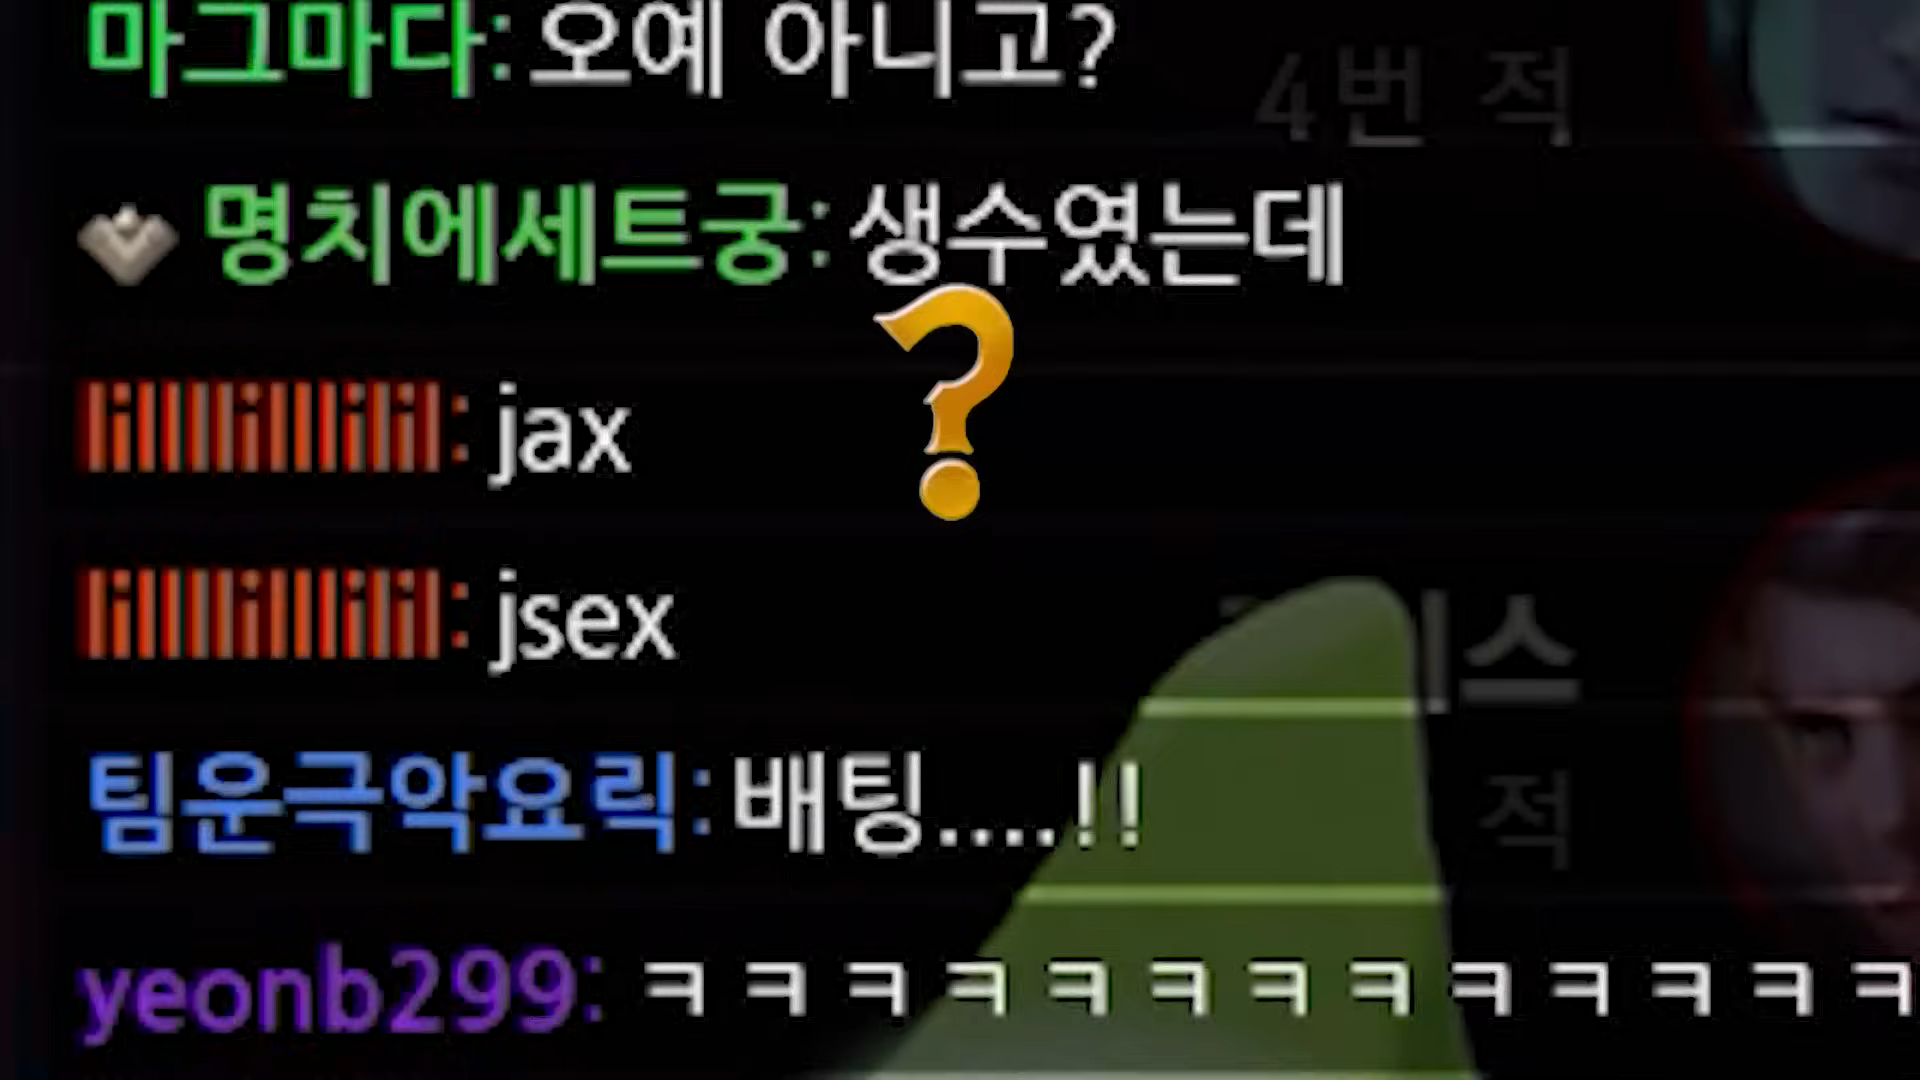 마그마다: 오예 아니고?
4번 적
명치에세트궁: 생수였는데
?
jax
jsex
스
팀운극악요릭: 배팅....!!
적
yeonb299: ㅋㅋㅋㅋㅋㅋㅋㅋㅋㅋㅋㅋㅋ